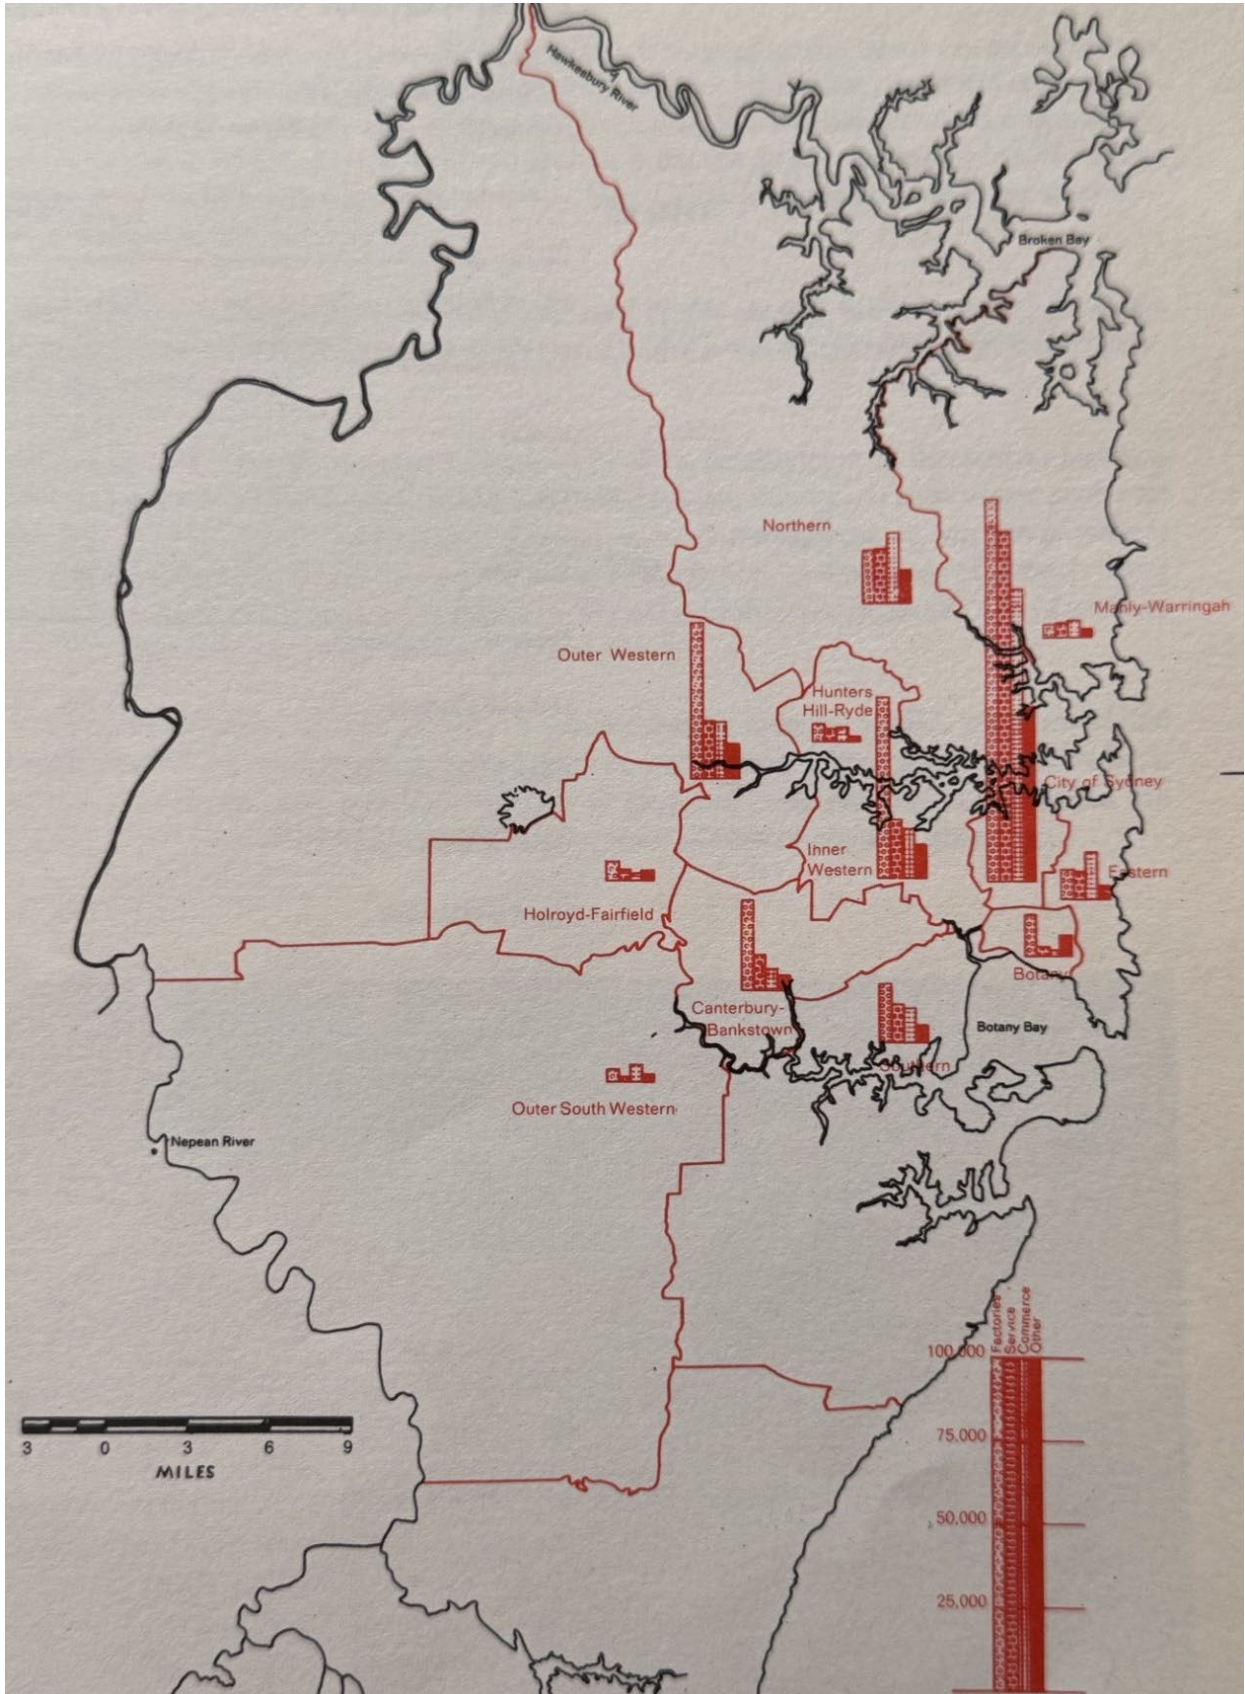 Hawkesbury River
Broken Bay
Northern
Manly-Warringah
Outer Western
Hunters
Hill-Ryde
City of Sydney
Inner
Western
Eastern
Holroyd-Fairfield
Botany
Canterbury-
Bankstown
Botany Bay
Southern
Outer South Western
Nepean River
Factories
Service
Commerce
Other
100,000
75.000
50,000
25,000
3 0 3 6 9
MILES